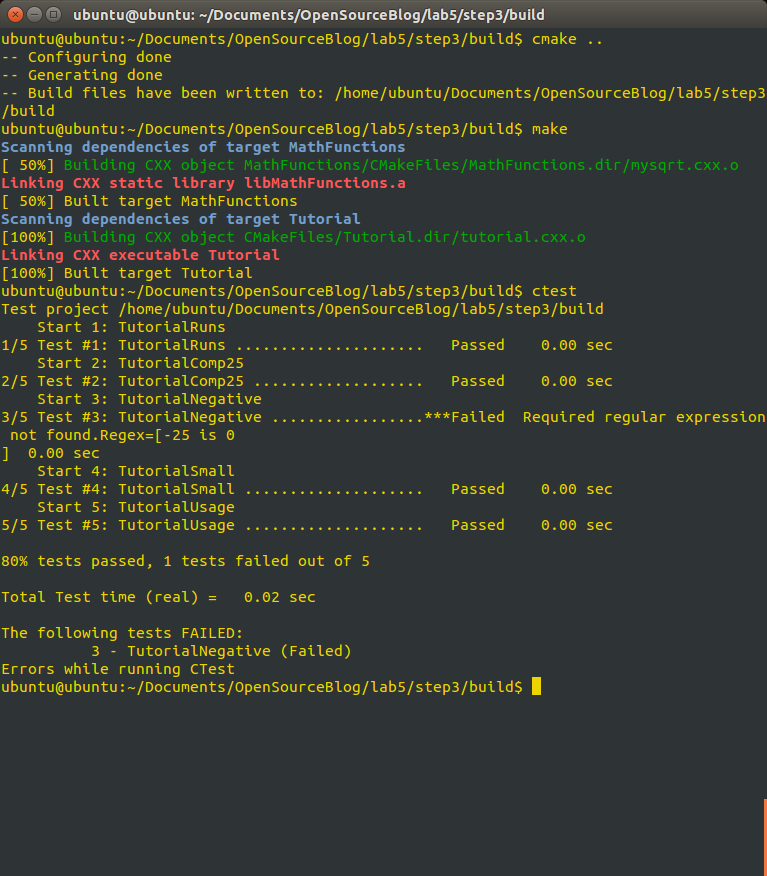 ubuntu@ubuntu: ~/Documents/OpenSourceBlog/lab5/step3/build
ubuntu@ubuntu:~/Documents/OpenSourceBlog/lab5/step3/build$ cmake ..
-- Configuring done
-- Generating done
-- Build files have been written to: /home/ubuntu/Documents/OpenSourceBlog/lab5/step3
/build
ubuntu@ubuntu:~/Documents/OpenSourceBlog/lab5/step3/build$ make
Scanning dependencies of target MathFunctions
[ 50%] Building CXX object MathFunctions/CMakeFiles/MathFunctions.dir/mysqrt.cxx.o
Linking CXX static library libMathFunctions.a
[ 50%] Built target MathFunctions
Scanning dependencies of target Tutorial
[100%] Building CXX object CMakeFiles/Tutorial.dir/tutorial.cxx.o
Linking CXX executable Tutorial
[100%] Built target Tutorial
ubuntu@ubuntu:~/Documents/OpenSourceBlog/lab5/step3/build$ ctest
Test project /home/ubuntu/Documents/OpenSourceBlog/lab5/step3/build
    Start 1: TutorialRuns
1/5 Test #1: TutorialRuns .....................   Passed    0.00 sec
    Start 2: TutorialComp25
2/5 Test #2: TutorialComp25 ...................   Passed    0.00 sec
    Start 3: TutorialNegative
3/5 Test #3: TutorialNegative .................***Failed  Required regular expression
 not found.Regex=[-25 is 0
]  0.00 sec
    Start 4: TutorialSmall
4/5 Test #4: TutorialSmall ....................   Passed    0.00 sec
    Start 5: TutorialUsage
5/5 Test #5: TutorialUsage ....................   Passed    0.00 sec

80% tests passed, 1 tests failed out of 5

Total Test time (real) =   0.02 sec

The following tests FAILED:
          3 - TutorialNegative (Failed)
Errors while running CTest
ubuntu@ubuntu:~/Documents/OpenSourceBlog/lab5/step3/build$